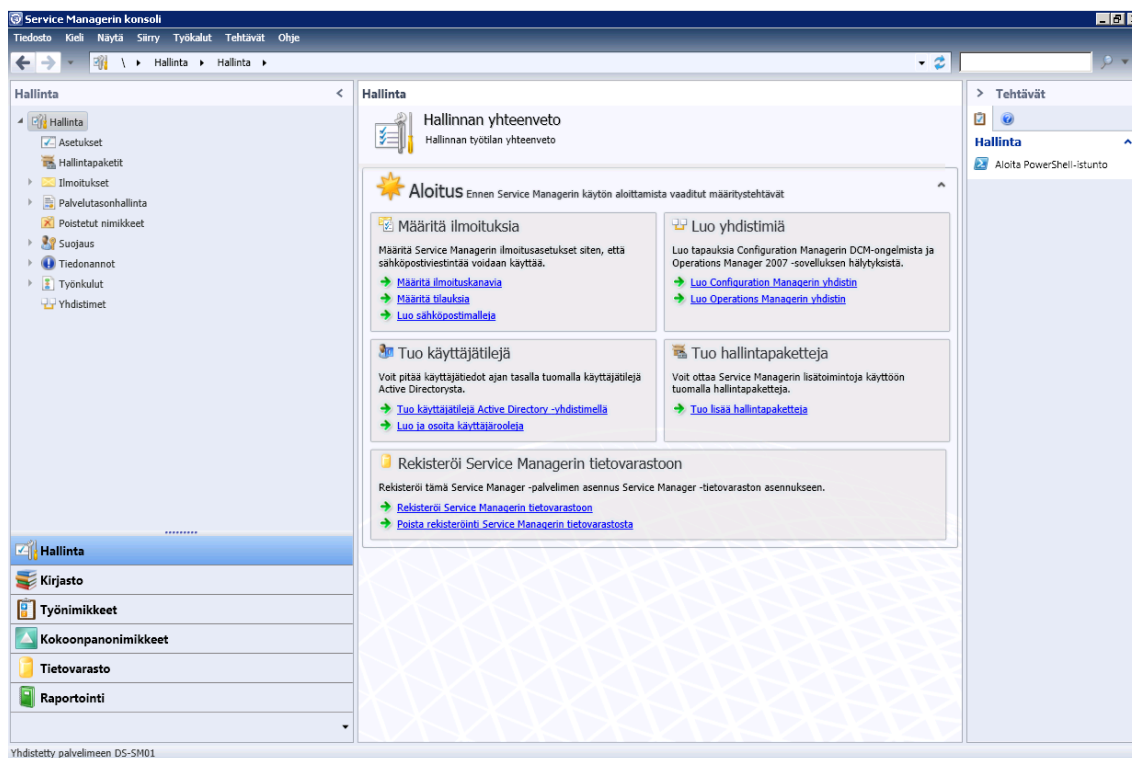 Service Managerin konsoli
Tiedosto Kieli Näytä Siirry Työkalut Tehtävät Ohje
\ Hallinta Hallinta
Hallinta
Hallinta
Asetukset
Hallintapaketit
Ilmoitukset
Palvelutasonhallinta
Poistetut nimikkeet
Suojaus
Tiedonannot
Työnkulut
Yhdistimet
Hallinta
Kirjasto
Työnimikkeet
Kokoonpanonimikkeet
Tietovarasto
Raportointi
Hallinta
Hallinnan yhteenveto
Hallinnan työtilan yhteenveto
Aloitus Ennen Service Managerin käytön aloittamista vaaditut määritystehtävät
Määritä ilmoituksia
Määritä Service Managerin ilmoitusasetukset siten, että
sähköpostiviestintää voidaan käyttää.
Määritä ilmoituskanavia
Määritä tilauksia
Luo sähköpostimalleja
Luo yhdistimiä
Luo tapauksia Configuration Managerin DCM-ongelmista ja
Operations Manager 2007 -sovelluksen hälytyksistä.
Luo Configuration Managerin yhdistin
Luo Operations Managerin yhdistin
Tuo käyttäjätilejä
Voit pitää käyttäjätiedot ajan tasalla tuomalla käyttäjätilejä
Active Directorysta.
Tuo käyttäjätilejä Active Directory -yhdistimellä
Luo ja osoita käyttäjärooleja
Tuo hallintapaketteja
Voit ottaa Service Managerin lisätoimintoja käyttöön
tuomalla hallintapaketteja.
Tuo lisää hallintapaketteja
Rekisteröi Service Managerin tietovarastoon
Rekisteröi tämä Service Manager -palvelimen asennus Service Manager -tietovaraston asennukseen.
Rekisteröi Service Managerin tietovarastoon
Poista rekisteröinti Service Managerin tietovarastosta
Tehtävät
Hallinta
Aloita PowerShell-istunto
Yhdistetty palvelimeen DS-SM01